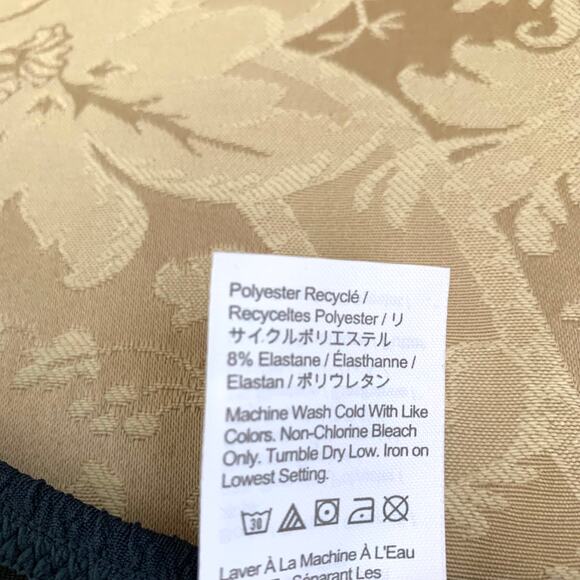 Polyester Recyclé /
Recyceltes Polyester / リ
サイクルポリエステル
8% Elastane / Élasthanne /
Elastan / ポリウレタン
Machine Wash Cold With Like
Colors. Non-Chlorine Bleach
Only. Tumble Dry Low. Iron on
Lowest Setting.
30
Laver À La Machine À L'Eau
Séparant Les